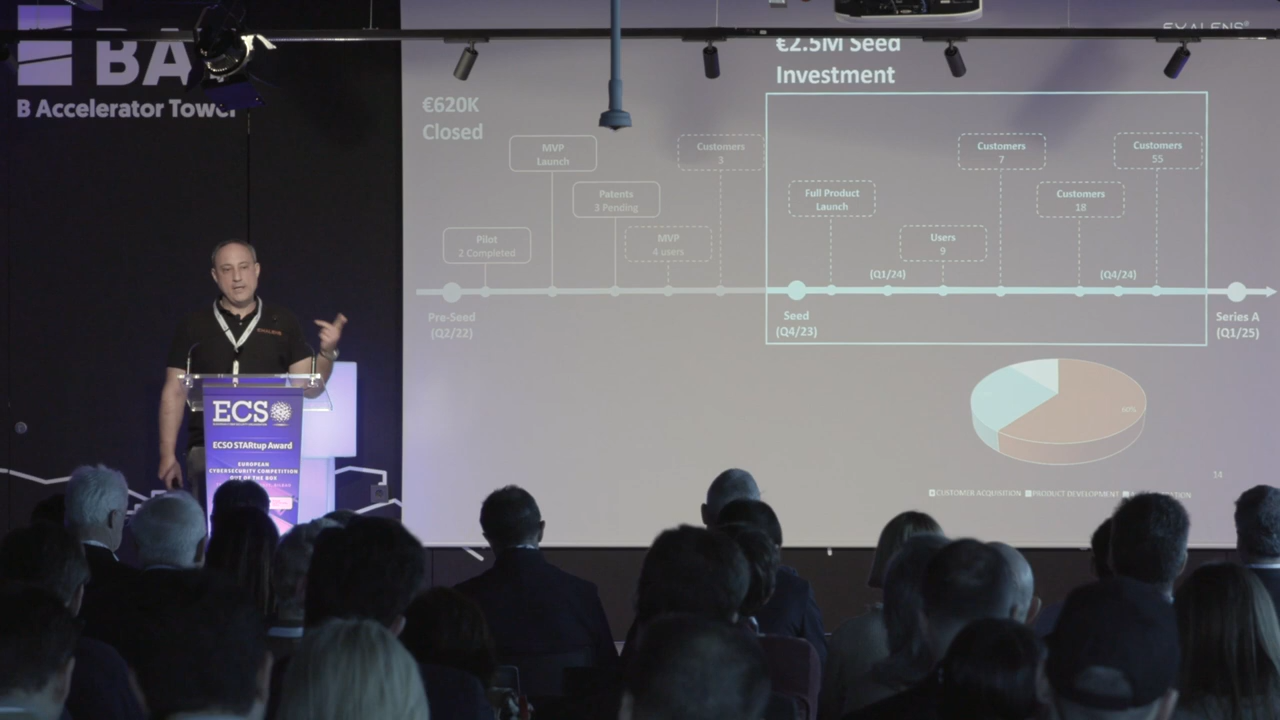 BA
B Accelerator Tower
EXALENS®
€2.5M Seed
Investment
€620K
Closed
MVP
Launch
Customers
3
Customers
7
Customers
55
Patents
3 Pending
Full Product
Launch
Customers
18
Pilot
2 Completed
MVP
4 users
Users
9
(Q1/24)
(Q4/24)
Pre-Seed
(Q2/22)
Seed
(Q4/23)
Series A
(Q1/25)
60%
14
CUSTOMER ACQUISITION
PRODUCT DEVELOPMENT
EXALENS
ECS
ECSO STARtup Award
EUROPEAN
CYBERSECURITY COMPETITION
OUT OF THE BOX